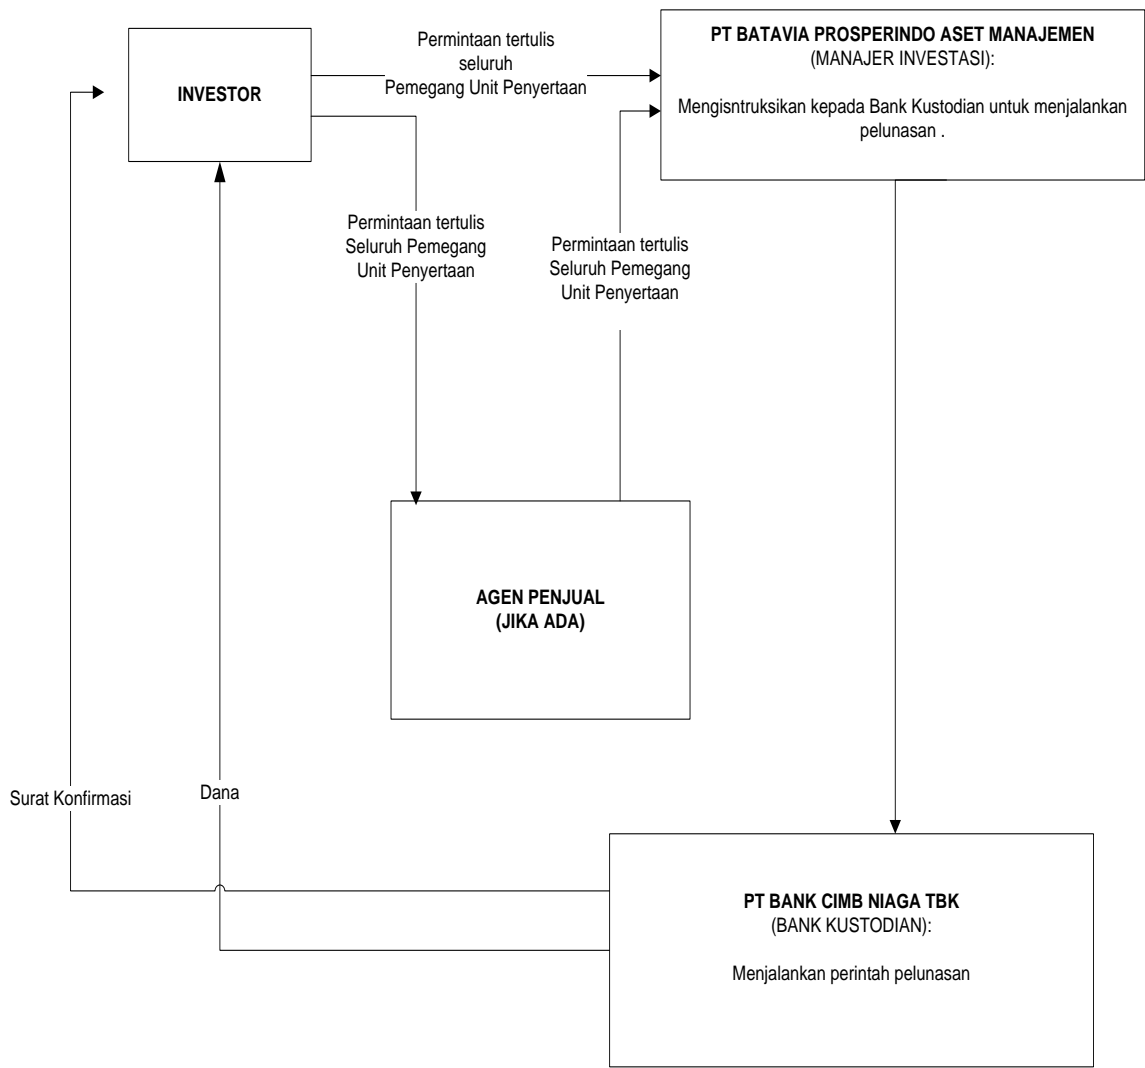 INVESTOR
Permintaan tertulis
seluruh
Pemegang Unit Penyertaan
PT BATAVIA PROSPERINDO ASET MANAJEMEN
(MANAJER INVESTASI):
Mengisntruksikan kepada Bank Kustodian untuk menjalankan
pelunasan .
Permintaan tertulis
Seluruh Pemegang
Unit Penyertaan
Permintaan tertulis
Seluruh Pemegang
Unit Penyertaan
AGEN PENJUAL
(JIKA ADA)
Surat Konfirmasi
Dana
PT BANK CIMB NIAGA TBK
(BANK KUSTODIAN):
Menjalankan perintah pelunasan